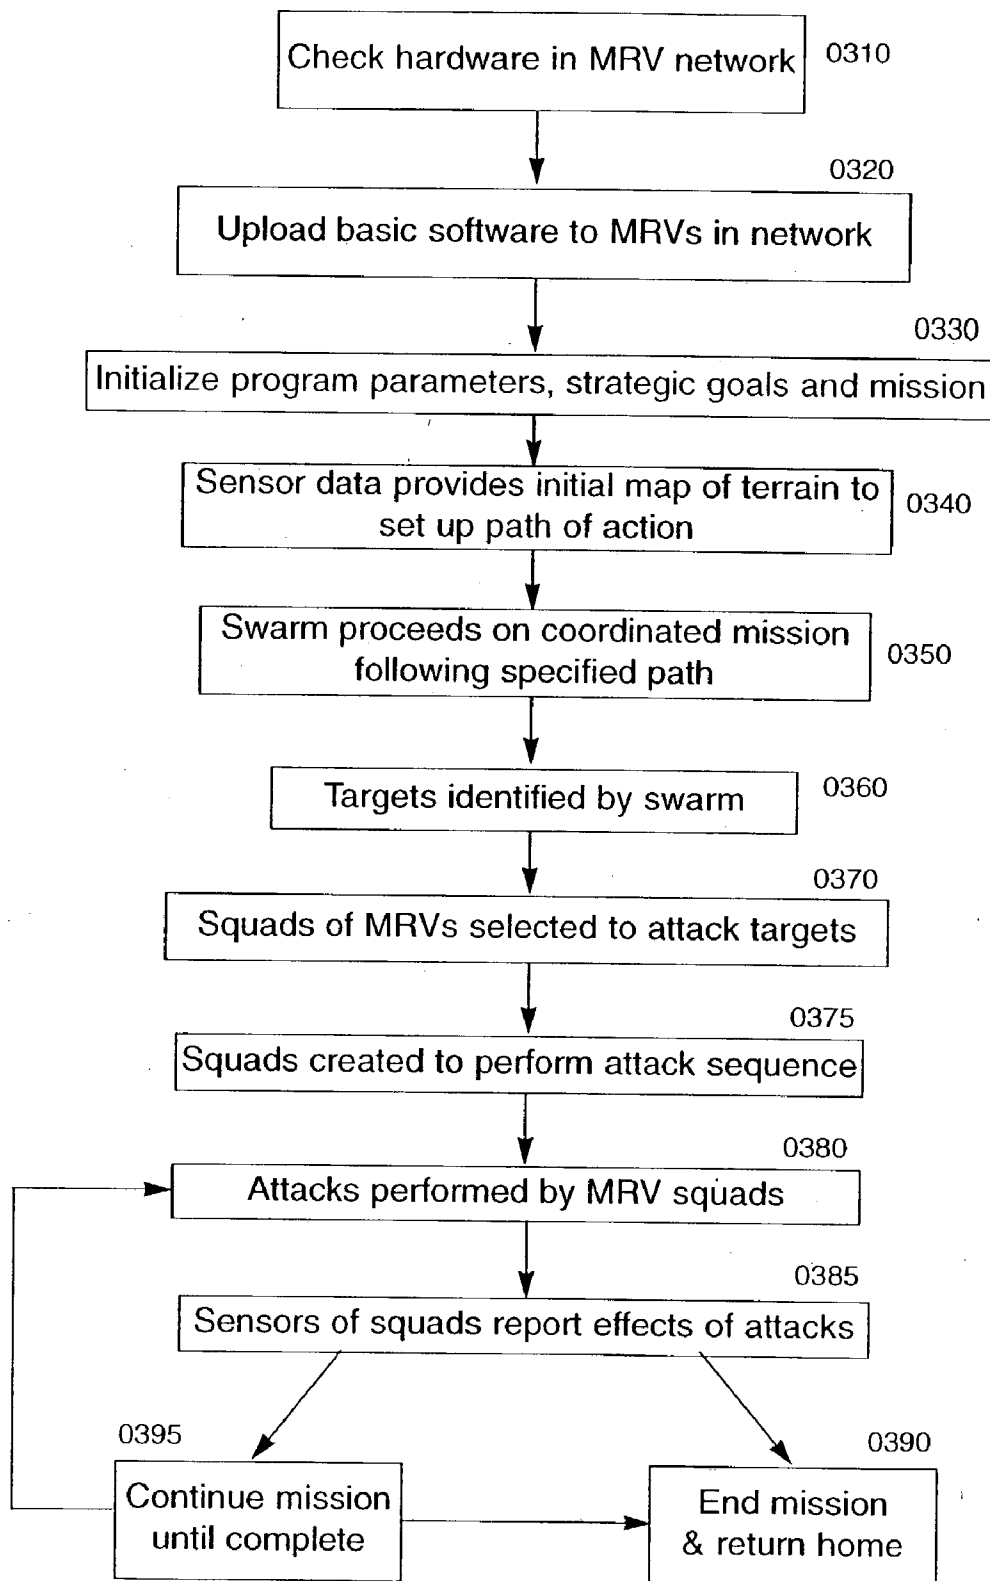 Check hardware in MRV network
0310
0320
Upload basic software to MRVs in network
0330
Initialize program parameters, strategic goals and mission
Sensor data provides initial map of terrain to
set up path of action
0340
Swarm proceeds on coordinated mission
following specified path
0350
Targets identified by swarm
0360
0370
Squads of MRVs selected to attack targets
0375
Squads created to perform attack sequence
0380
Attacks performed by MRV squads
0385
Sensors of squads report effects of attacks
0395
Continue mission
until complete
0390
End mission
& return home